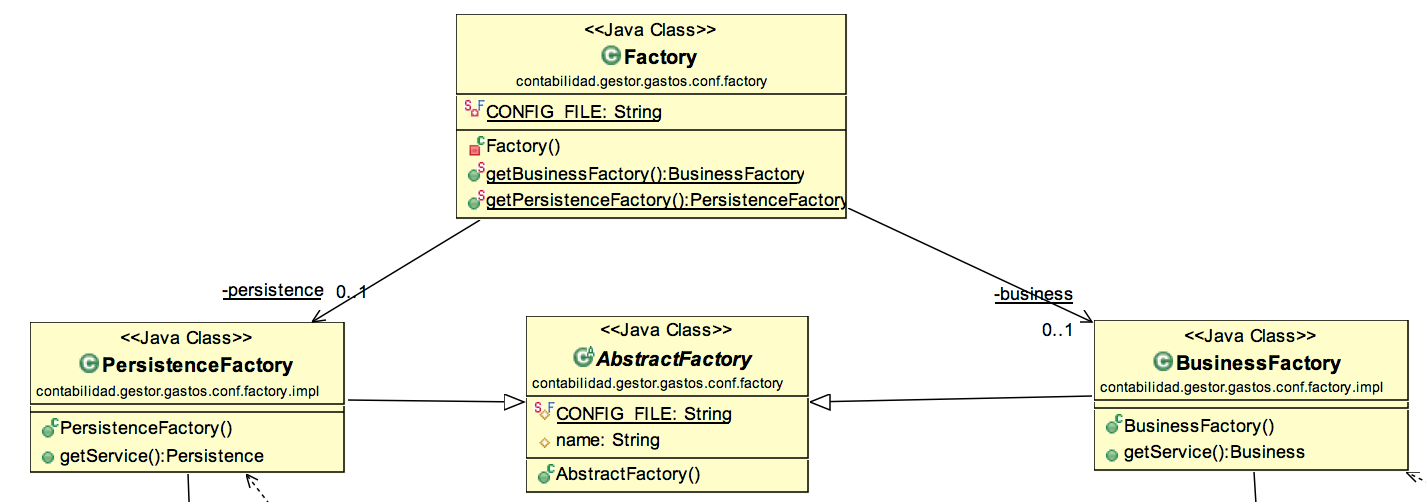 <<Java Class>>
Factory
contabilidad.gestor.gastos.conf.factory
CONFIG_FILE: String
Factory()
getBusinessFactory():BusinessFactory
getPersistenceFactory():PersistenceFactory
-persistence 0..1
-business
0..1
<<Java Class>>
PersistenceFactory
contabilidad.gestor.gastos.conf.factory.impl
PersistenceFactory()
getService():Persistence
<<Java Class>>
AbstractFactory
contabilidad.gestor.gastos.conf.factory
CONFIG_FILE: String
name: String
AbstractFactory()
<<Java Class>>
BusinessFactory
contabilidad.gestor.gastos.conf.factory.impl
BusinessFactory()
getService():Business